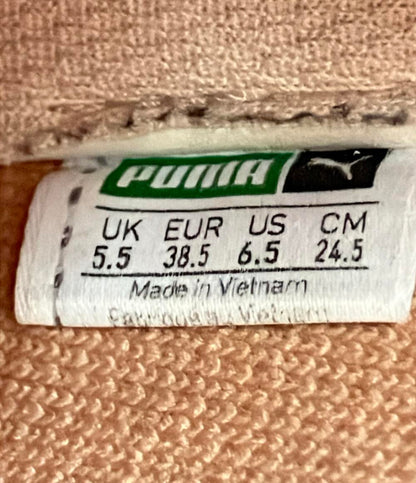 PUMA
UK EUR US CM
5.5 38.5 6.5 24.5
Made in Vietnam